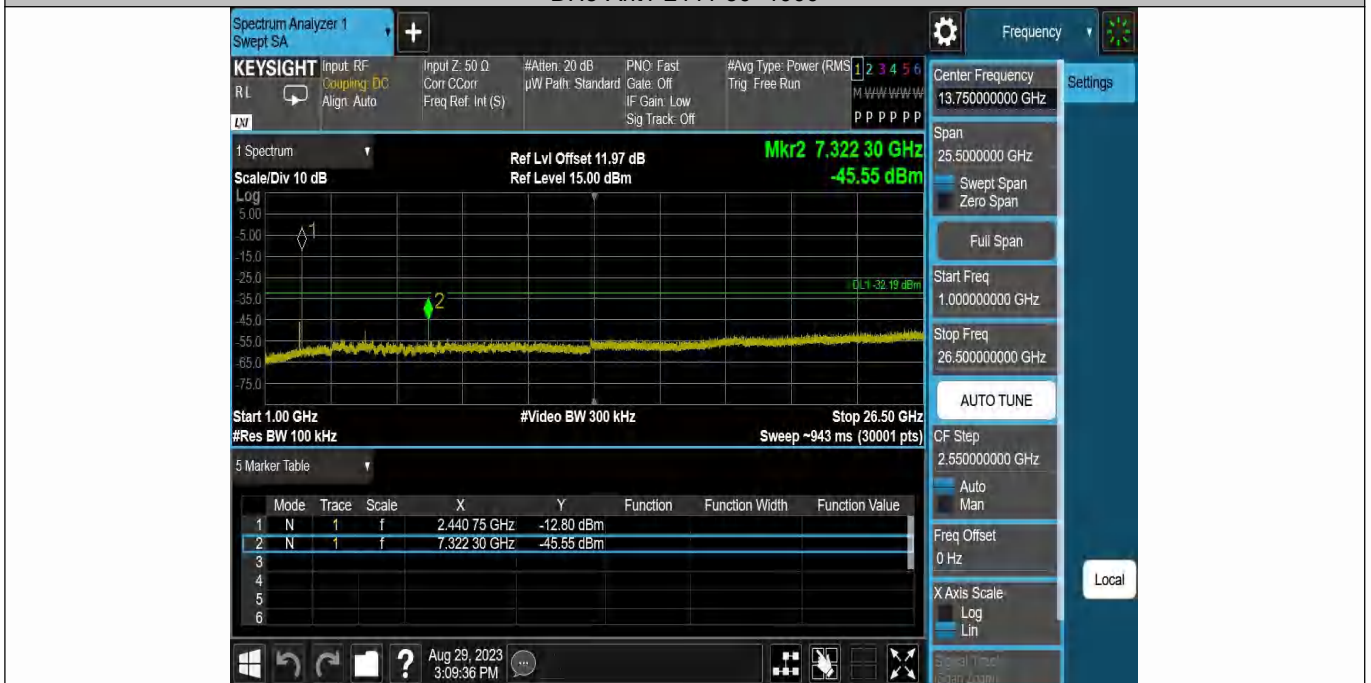 Spectrum Analyzer 1
Swept SA
+
Frequency
KEYSIGHT
RL
LXI
Input: RF
Coupling: DC
Align: Auto
Input Z: 50 Ω
Corr CCorr
Freq Ref: Int (S)
#Atten: 20 dB
µW Path: Standard
PNO: Fast
Gate: Off
IF Gain: Low
Sig Track: Off
#Avg Type: Power (RMS
Trig: Free Run
1 2 3 4 5 6
M W W W W W
P P P P P P
Center Frequency
13.750000000 GHz
Settings
Span
25.5000000 GHz
Swept Span
Zero Span
Full Span
Start Freq
1.000000000 GHz
Stop Freq
26.500000000 GHz
AUTO TUNE
CF Step
2.550000000 GHz
Auto
Man
Freq Offset
0 Hz
X Axis Scale
Log
Lin
Local
1 Spectrum
Scale/Div 10 dB
Ref Lvl Offset 11.97 dB
Ref Level 15.00 dBm
Mkr2 7.322 30 GHz
-45.55 dBm
Log
5.00
-5.00
-15.0
-25.0
-35.0
-45.0
-55.0
-65.0
-75.0
1
2
DL1 -32.19 dBm
Start 1.00 GHz
#Res BW 100 kHz
#Video BW 300 kHz
Stop 26.50 GHz
Sweep ~943 ms (30001 pts)
5 Marker Table
Mode Trace Scale X Y Function Function Width Function Value
1 N 1 f 2.440 75 GHz -12.80 dBm
2 N 1 f 7.322 30 GHz -45.55 dBm
3
4
5
6
?
Aug 29, 2023
3:09:36 PM